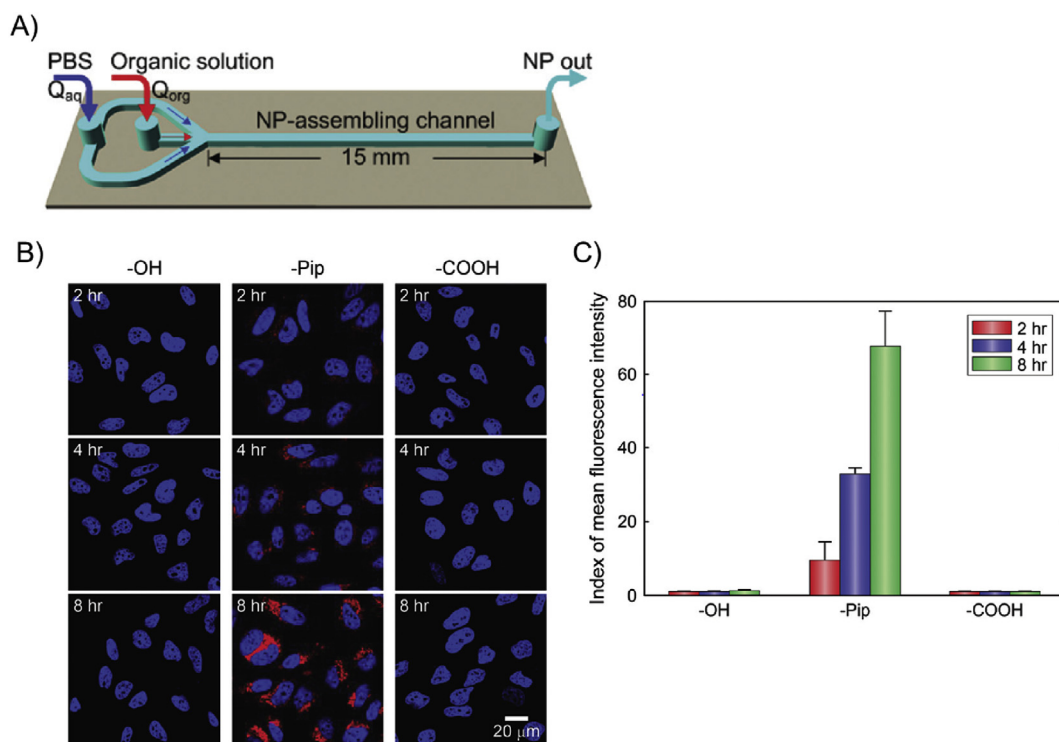 A)
PBS Organic solution NP out
Qaq Qorg
NP-assembling channel
15 mm
B)
-OH -Pip -COOH
2 hr 2 hr 2 hr
4 hr 4 hr 4 hr
8 hr 8 hr 8 hr
20 μm
C)
Index of mean fluorescence intensity
80
60
40
20
0
2 hr
4 hr
8 hr
-OH -Pip -COOH